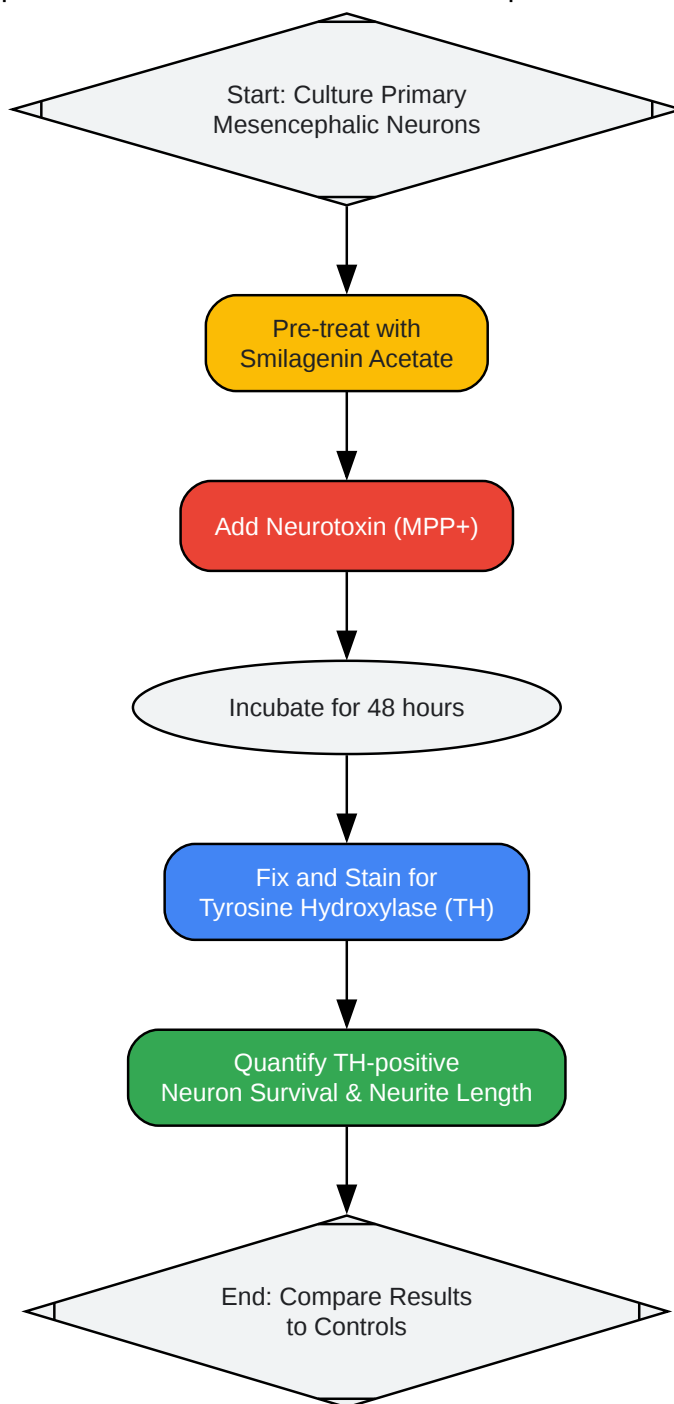 Start: Culture Primary
Mesencephalic Neurons
Pre-treat with
Smilagenin Acetate
Add Neurotoxin (MPP+)
Incubate for 48 hours
Fix and Stain for
Tyrosine Hydroxylase (TH)
Quantify TH-positive
Neuron Survival & Neurite Length
End: Compare Results
to Controls